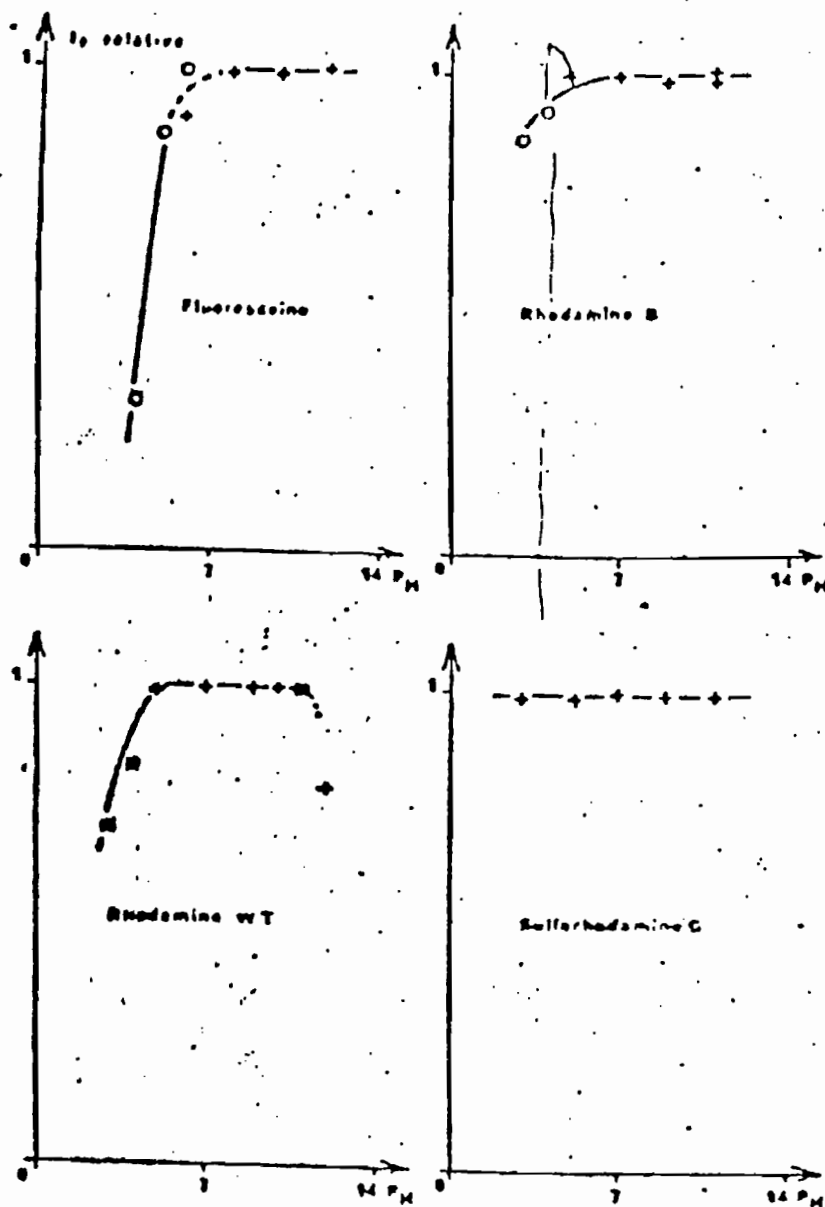 I₀ relative
1
Fluoresceine
0
7
14 PH
1
Rhodamine B
0
7
14 PH
1
Rhodamine WT
0
7
14 PH
1
Sulforhodamine G
0
7
14 PH